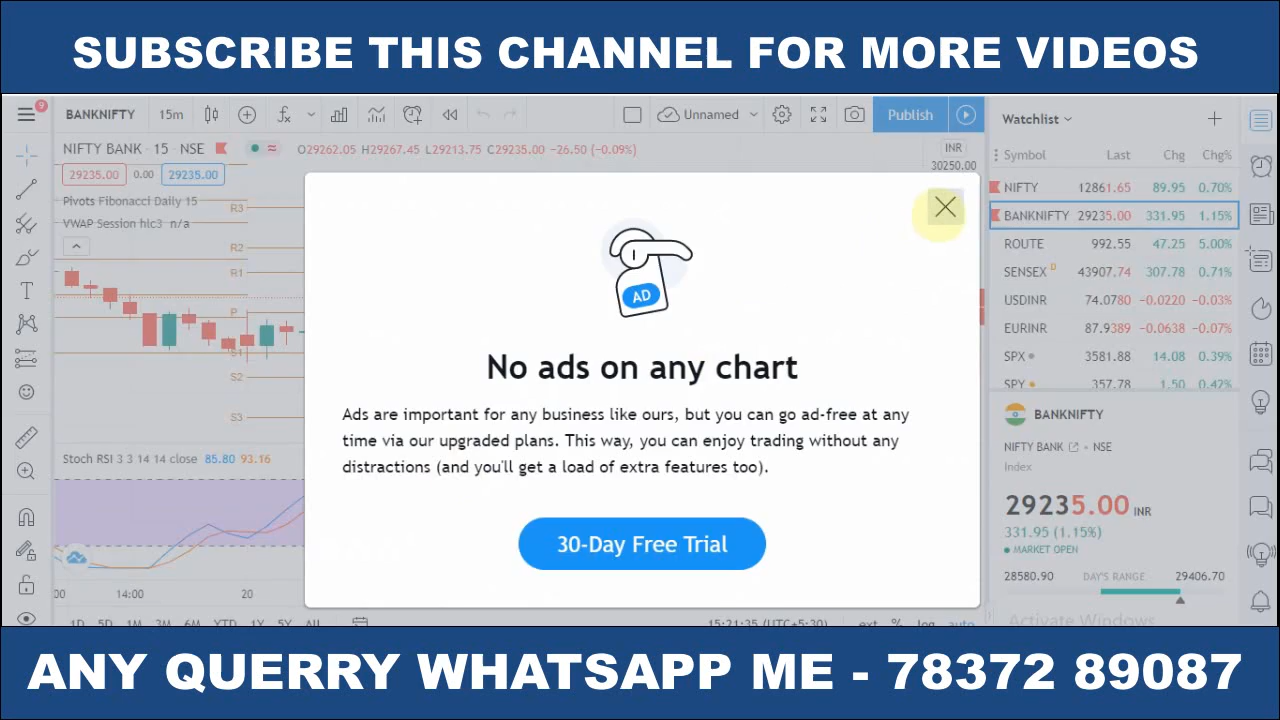 SUBSCRIBE THIS CHANNEL FOR MORE VIDEOS
9
BANKNIFTY 15m Unnamed Publish
NIFTY BANK · 15 · NSE O29262.05 H29267.45 L29213.75 C29235.00 −26.50 (−0.09%)
29235.00 0.00 29235.00
Pivots Fibonacci Daily 15
VWAP Session hlc3 n/a
INR
30250.00
R3
R2
R1
P
S1
S2
S3
Stoch RSI 3 3 14 14 close 85.80 93.16
:00 14:00 20
1D 5D 1M 3M 6M YTD 1Y 5Y All 15:21:35 (UTC+5:30) ext % log auto
AD
No ads on any chart
Ads are important for any business like ours, but you can go ad-free at any
time via our upgraded plans. This way, you can enjoy trading without any
distractions (and you'll get a load of extra features too).
30-Day Free Trial
Watchlist
Symbol Last Chg Chg%
NIFTY 12861.65 89.95 0.70%
BANKNIFTY 29235.00 331.95 1.15%
ROUTE 992.55 47.25 5.00%
SENSEX D 43907.74 307.78 0.71%
USDINR 74.0780 −0.0220 −0.03%
EURINR 87.9389 −0.0638 −0.07%
SPX 3581.88 14.08 0.39%
SPY 357.78 1.50 0.42%
BANKNIFTY
NIFTY BANK • NSE
Index
29235.00 INR
331.95 (1.15%)
MARKET OPEN
28580.90 DAY'S RANGE 29406.70
Activate Windows
ANY QUERRY WHATSAPP ME - 78372 89087